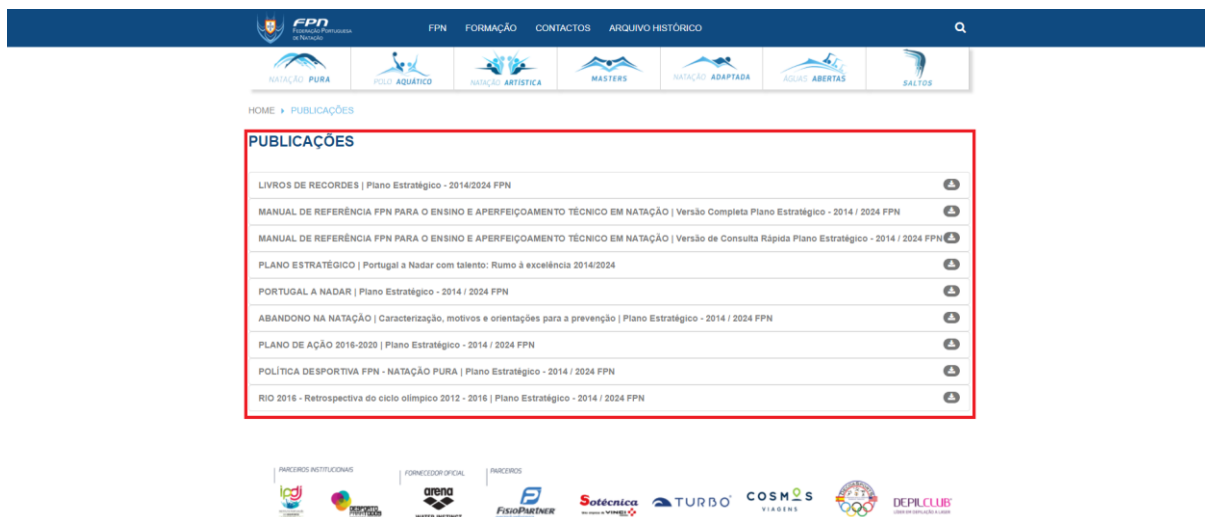 FPN
FEDERAÇÃO PORTUGUESA
DE NATAÇÃO
FPN FORMAÇÃO CONTACTOS ARQUIVO HISTÓRICO
NATAÇÃO PURA
POLO AQUÁTICO
NATAÇÃO ARTÍSTICA
MASTERS
NATAÇÃO ADAPTADA
ÁGUAS ABERTAS
SALTOS
HOME PUBLICAÇÕES
PUBLICAÇÕES
LIVROS DE RECORDES | Plano Estratégico - 2014/2024 FPN
MANUAL DE REFERÊNCIA FPN PARA O ENSINO E APERFEIÇOAMENTO TÉCNICO EM NATAÇÃO | Versão Completa Plano Estratégico - 2014 / 2024 FPN
MANUAL DE REFERÊNCIA FPN PARA O ENSINO E APERFEIÇOAMENTO TÉCNICO EM NATAÇÃO | Versão de Consulta Rápida Plano Estratégico - 2014 / 2024 FPN
PLANO ESTRATÉGICO | Portugal a Nadar com talento: Rumo à excelência 2014/2024
PORTUGAL A NADAR | Plano Estratégico - 2014 / 2024 FPN
ABANDONO NA NATAÇÃO | Caracterização, motivos e orientações para a prevenção | Plano Estratégico - 2014 / 2024 FPN
PLANO DE AÇÃO 2016-2020 | Plano Estratégico - 2014 / 2024 FPN
POLÍTICA DESPORTIVA FPN - NATAÇÃO PURA | Plano Estratégico - 2014 / 2024 FPN
RIO 2016 - Retrospectiva do ciclo olímpico 2012 - 2016 | Plano Estratégico - 2014 / 2024 FPN
PARCEIROS INSTITUCIONAIS
FORNECEDOR OFICIAL
PARCEIROS
ipdj
DESPORTO
arena
WATER INSTINCT
FISIOPARTNER
Sotécnica
VINCI
TURBO
COSMOS
VIAGENS
DEPILCLUB